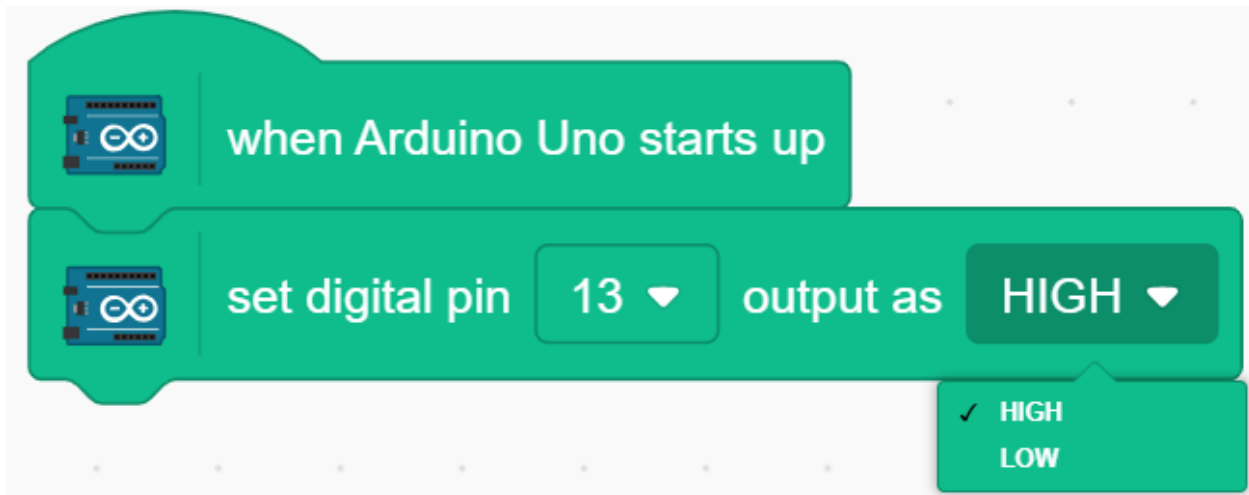 when Arduino Uno starts up
set digital pin 13 output as HIGH
✓ HIGH
LOW